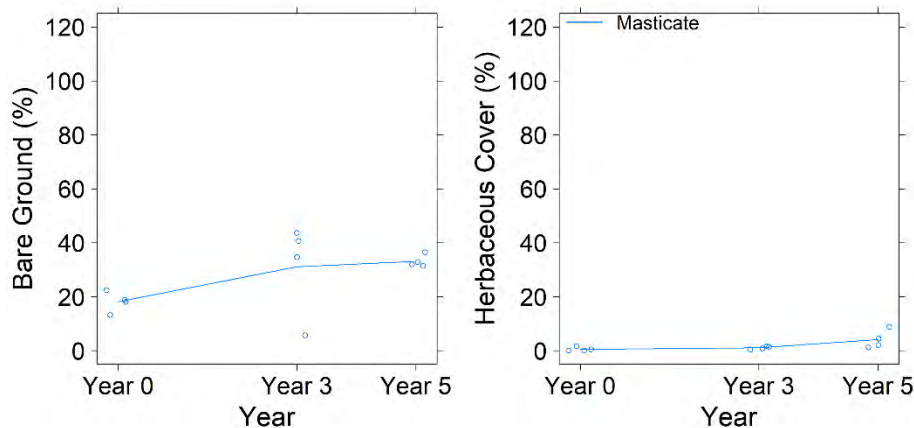 Bare Ground (%)
120
100
80
60
40
20
0
Year 0
Year 3
Year 5
Year
Herbaceous Cover (%)
Masticate
120
100
80
60
40
20
0
Year 0
Year 3
Year 5
Year